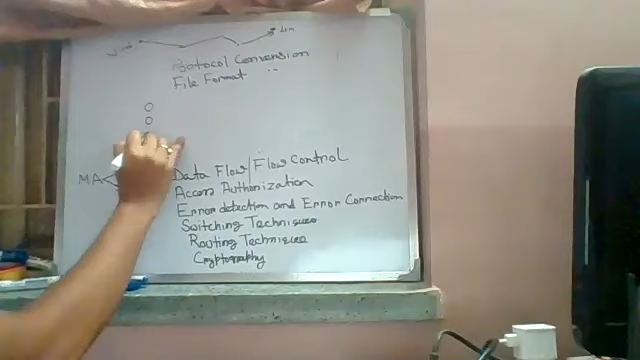 Protocol Conversion
File Format
MA
Data Flow/Flow Control
Access Authorization
Error detection and Error Connection
Switching Techniques
Routing Techniques
Cryptography